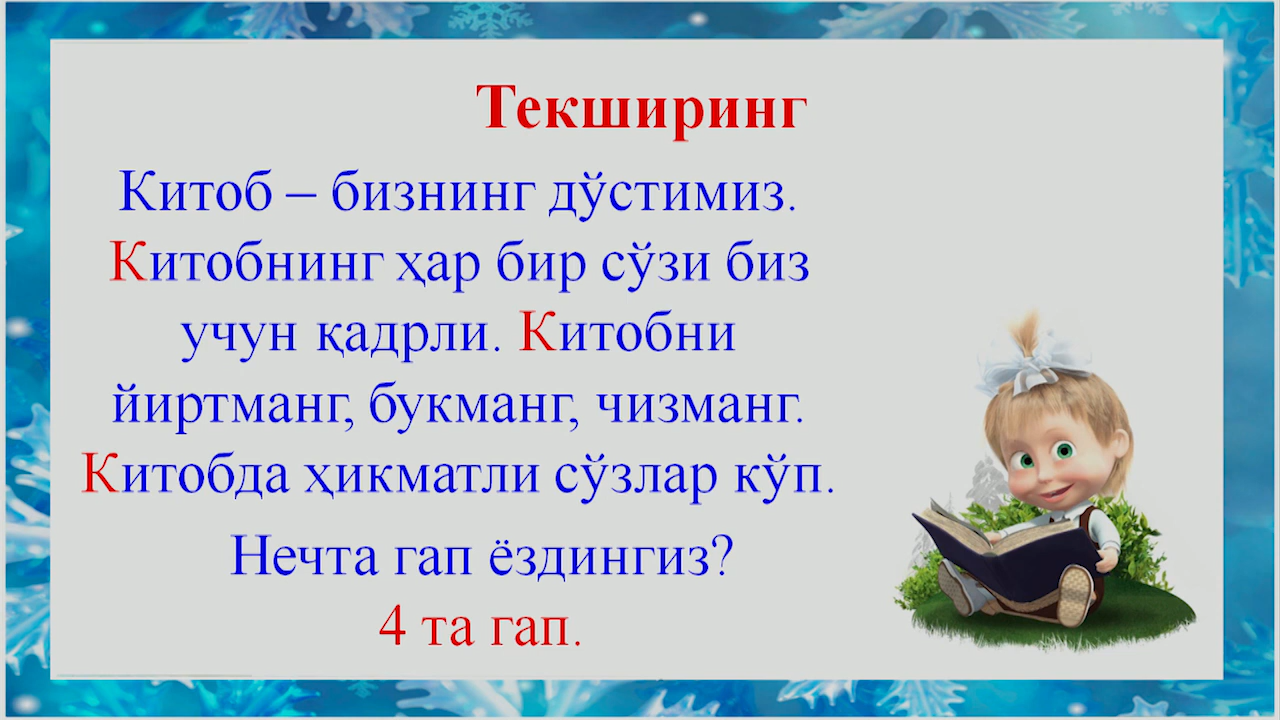 Текширинг
Китоб – бизнинг дўстимиз.
Китобнинг ҳар бир сўзи биз
учун қадрли. Китобни
йиртманг, букманг, чизманг.
Китобда ҳикматли сўзлар кўп.
Нечта гап ёздингиз?
4 та гап.